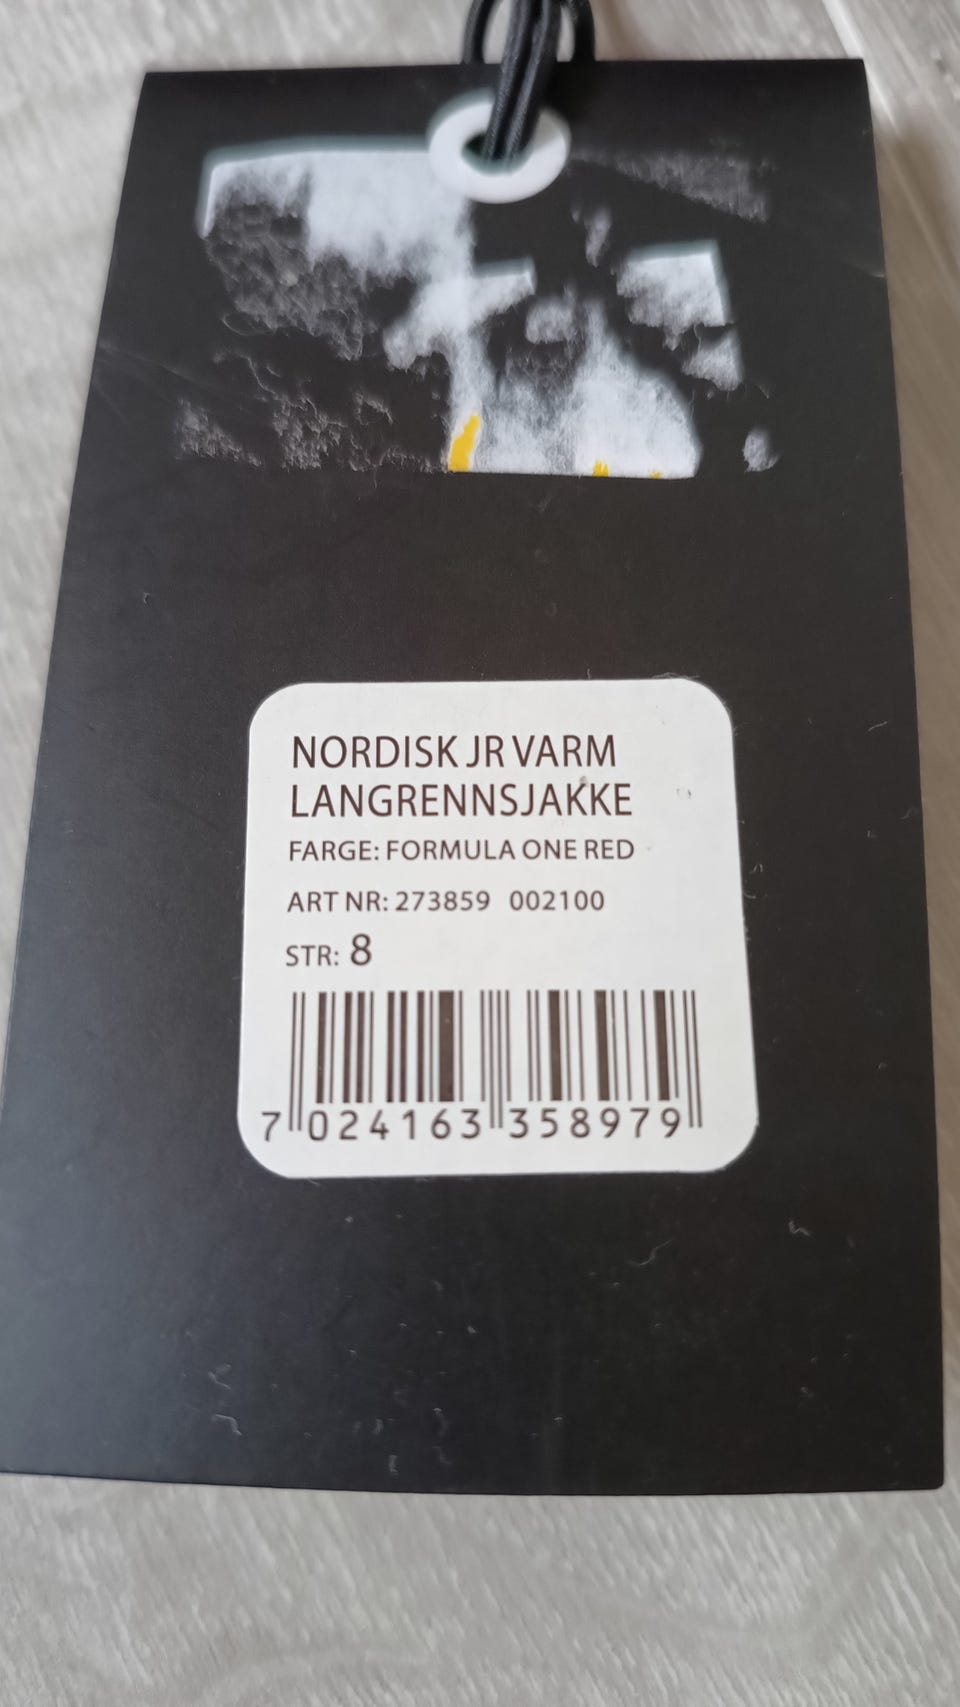 NORDISK JR VARM
LANGRENNSJAKKE
FARGE: FORMULA ONE RED
ART NR: 273859 002100
STR: 8
7 024163 358979